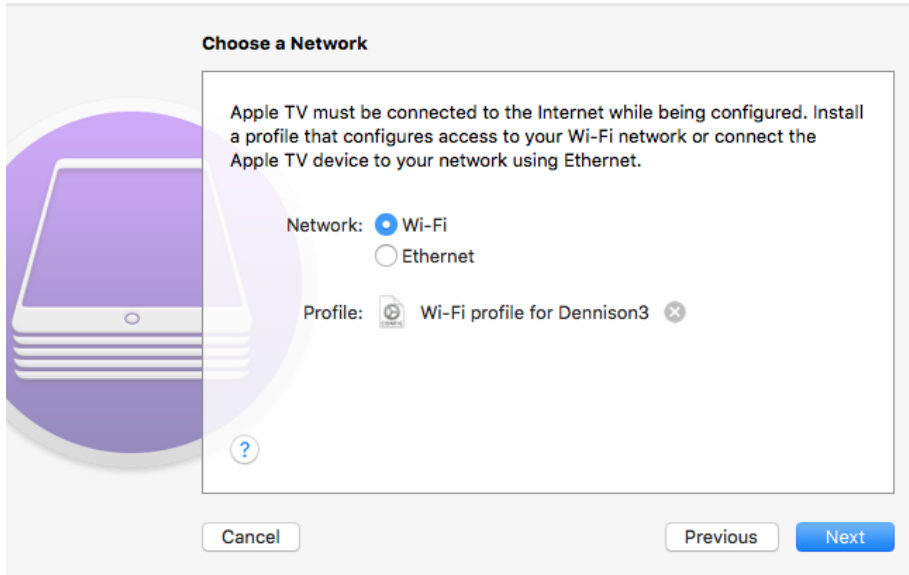 Choose a Network
Apple TV must be connected to the Internet while being configured. Install
a profile that configures access to your Wi-Fi network or connect the
Apple TV device to your network using Ethernet.
Network: Wi-Fi
Ethernet
Profile: Wi-Fi profile for Dennison3
?
Cancel Previous Next